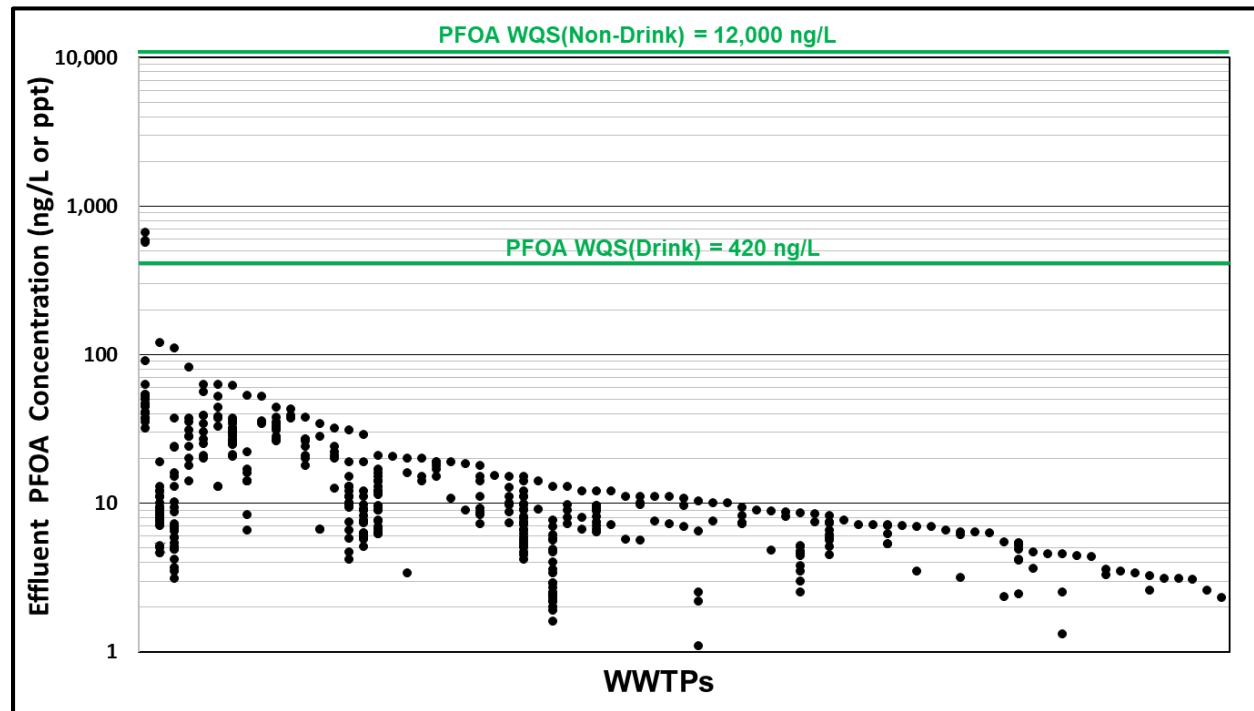 PFOA WQS(Non-Drink) = 12,000 ng/L
10,000
1,000
PFOA WQS(Drink) = 420 ng/L
100
10
1
Effluent PFOA Concentration (ng/L or ppt)
WWTPs